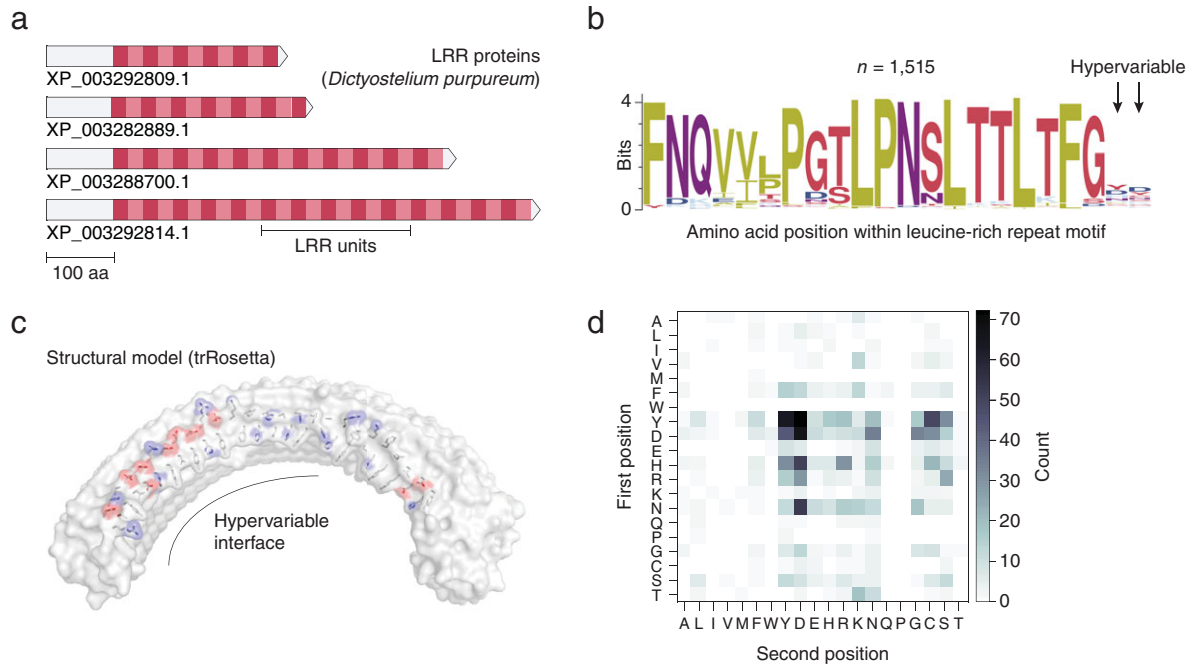 a
LRR proteins
(Dictyostelium purpureum)
XP_003292809.1
XP_003282889.1
XP_003288700.1
XP_003292814.1
LRR units
100 aa
b
n = 1,515
Hypervariable
4
Bits
0
FNQVVLPGTLPNSLTTLTFG
Amino acid position within leucine-rich repeat motif
c
Structural model (trRosetta)
Hypervariable
interface
d
First position
A
L
I
V
M
F
W
Y
D
E
H
R
K
N
Q
P
G
C
S
T
A L I V M F W Y D E H R K N Q P G C S T
Second position
70
60
50
40
30
20
10
0
Count